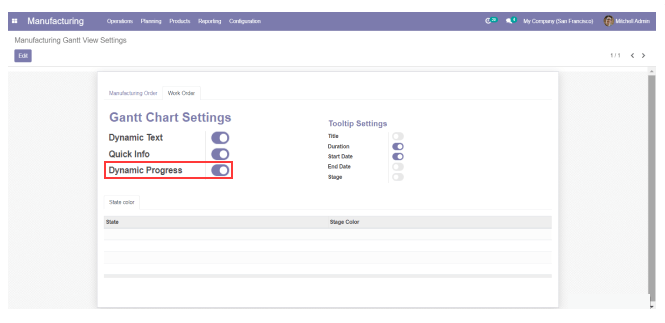 Manufacturing Operations Planning Products Reporting Configuration My Company (San Francisco) Mitchell Admin
Manufacturing Gantt View Settings
Edit 1 / 1
Manufacturing Order Work Order
Gantt Chart Settings
Dynamic Text
Quick Info
Dynamic Progress
Tooltip Settings
Title
Duration
Start Date
End Date
Stage
State color
State Stage Color